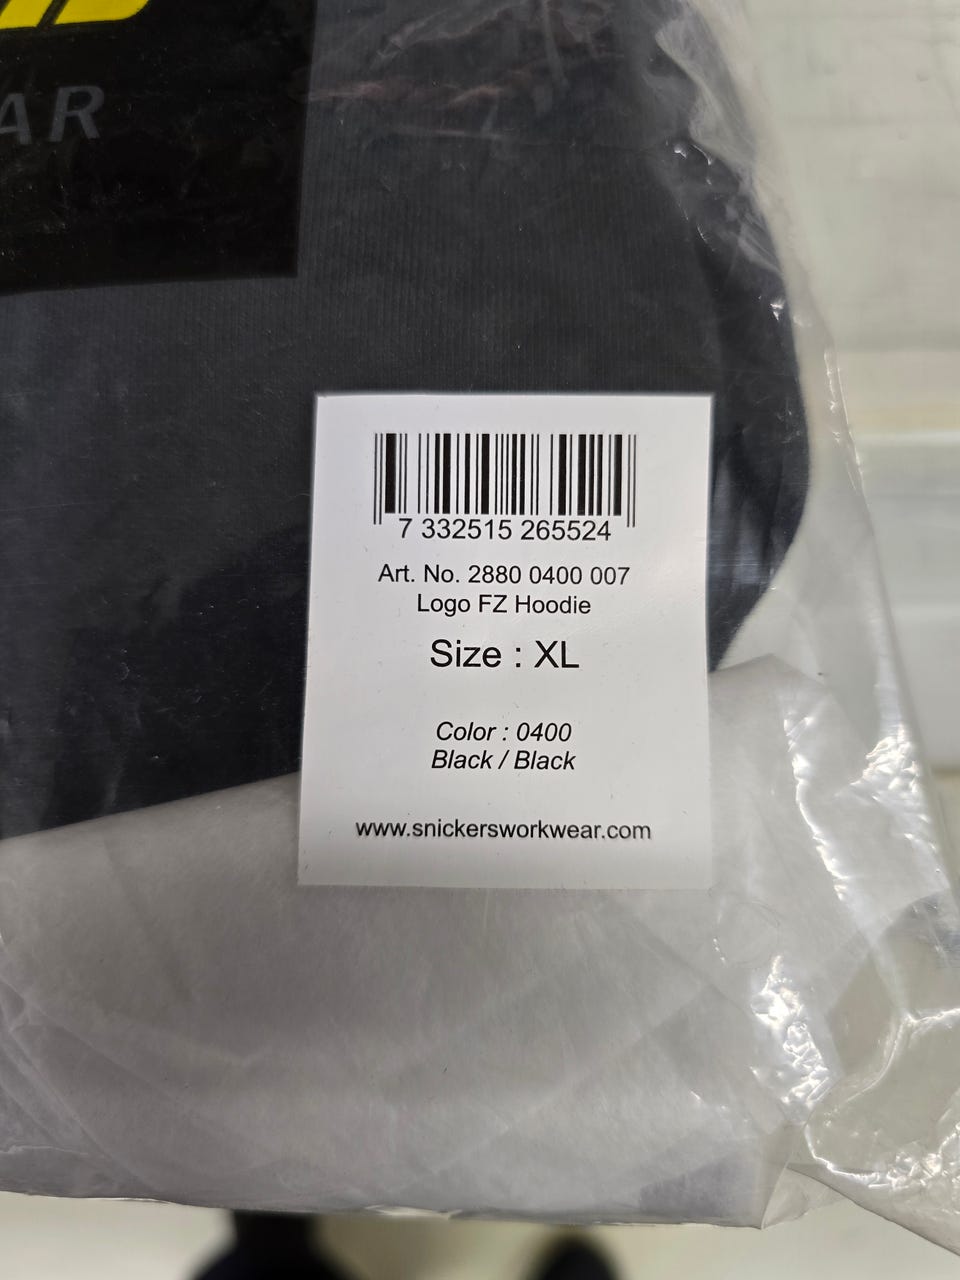 AR
7 332515 265524
Art. No. 2880 0400 007
Logo FZ Hoodie
Size : XL
Color : 0400
Black / Black
www.snickersworkwear.com